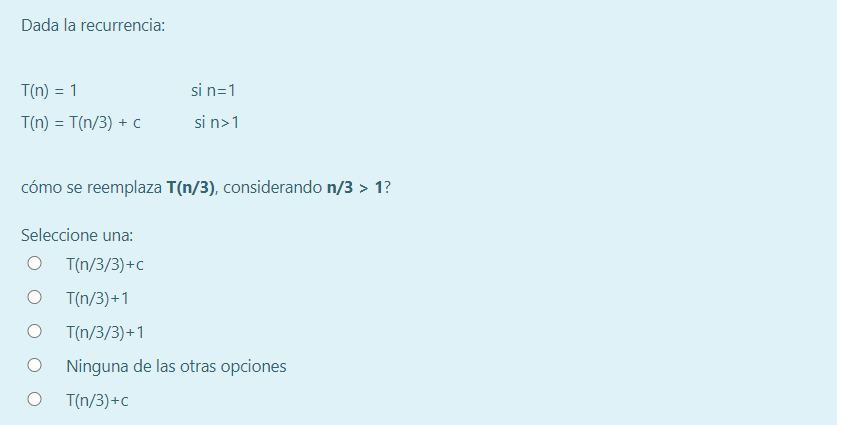 Dada la recurrencia:
T(n) = 1 si n=1
T(n) = T(n/3) + c si n>1
cómo se reemplaza T(n/3), considerando n/3 > 1?
Seleccione una:
T(n/3/3)+c
T(n/3)+1
T(n/3/3)+1
Ninguna de las otras opciones
T(n/3)+c